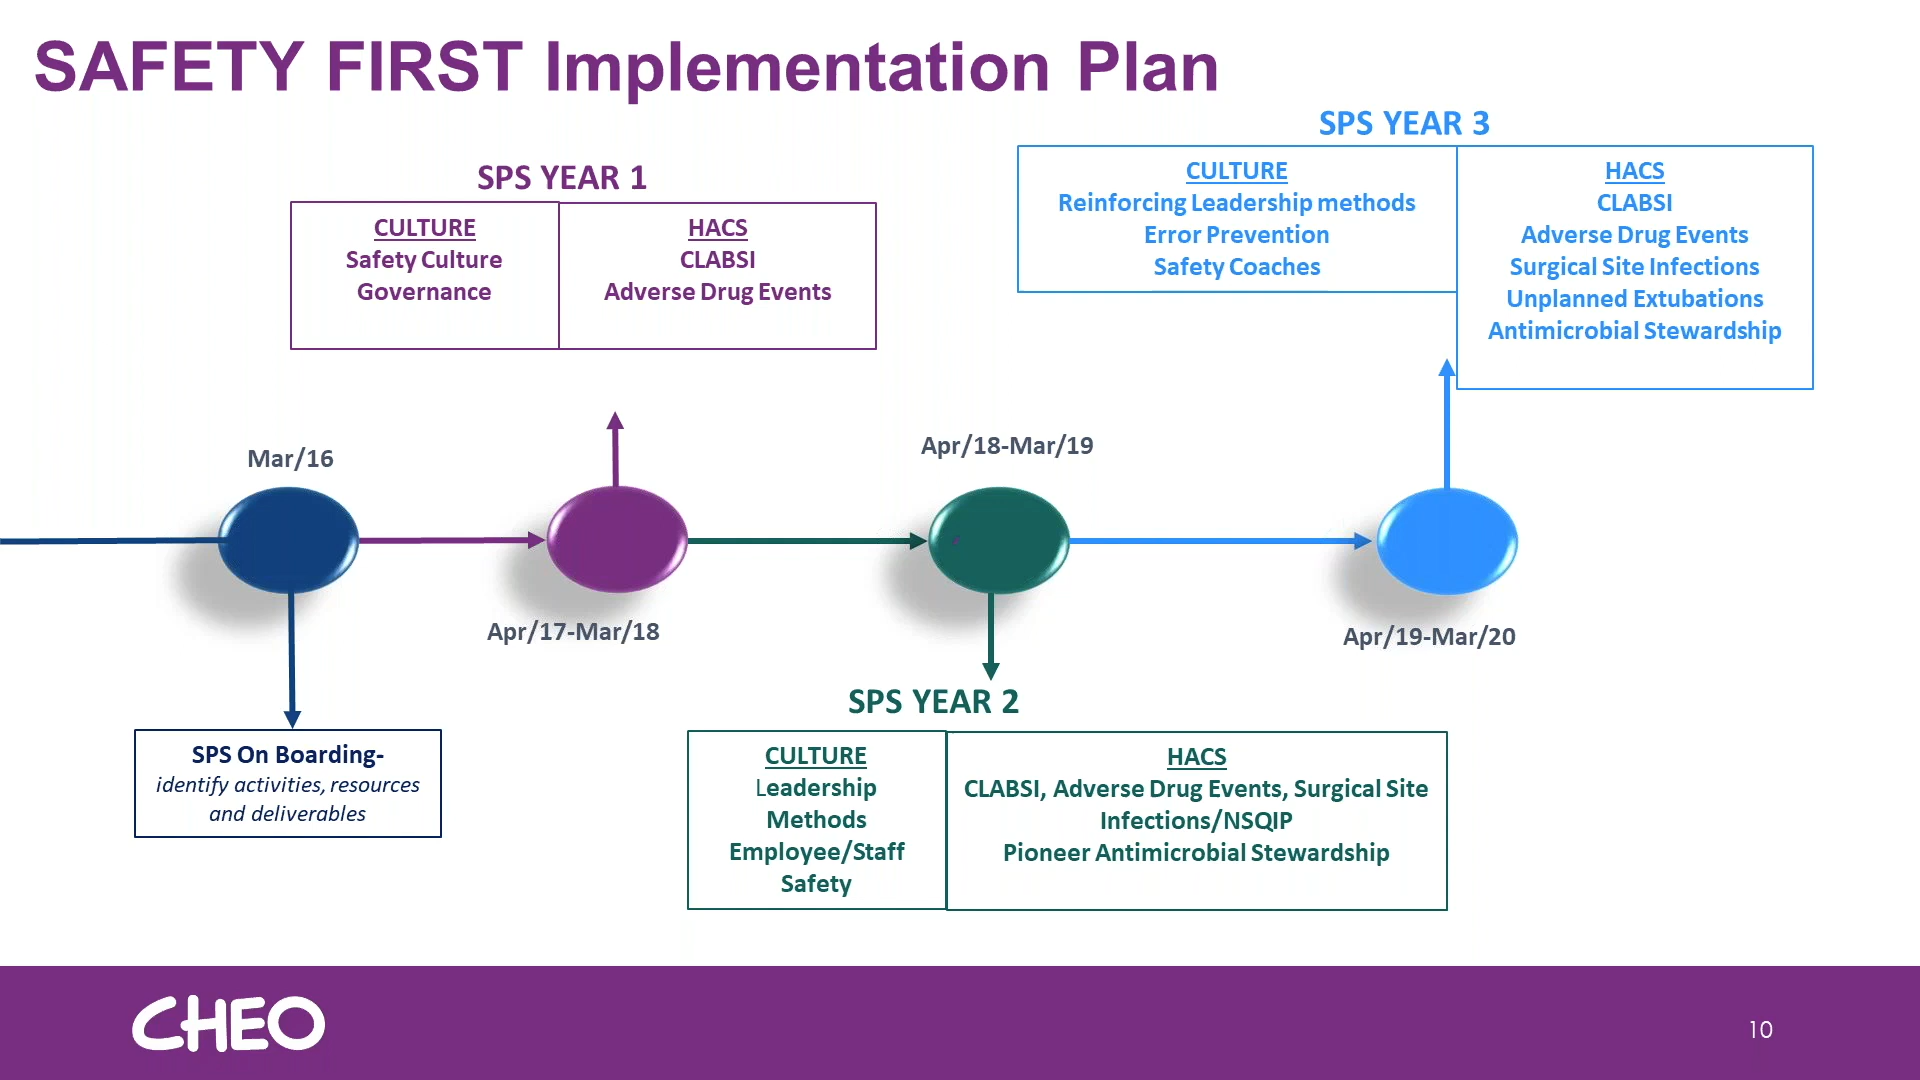 SAFETY FIRST Implementation Plan
SPS YEAR 1
CULTURE
Safety Culture
Governance
HACS
CLABSI
Adverse Drug Events
SPS YEAR 3
CULTURE
Reinforcing Leadership methods
Error Prevention
Safety Coaches
HACS
CLABSI
Adverse Drug Events
Surgical Site Infections
Unplanned Extubations
Antimicrobial Stewardship
Mar/16
Apr/17-Mar/18
Apr/18-Mar/19
Apr/19-Mar/20
SPS On Boarding-
identify activities, resources
and deliverables
SPS YEAR 2
CULTURE
Leadership
Methods
Employee/Staff
Safety
HACS
CLABSI, Adverse Drug Events, Surgical Site
Infections/NSQIP
Pioneer Antimicrobial Stewardship
CHEO
10